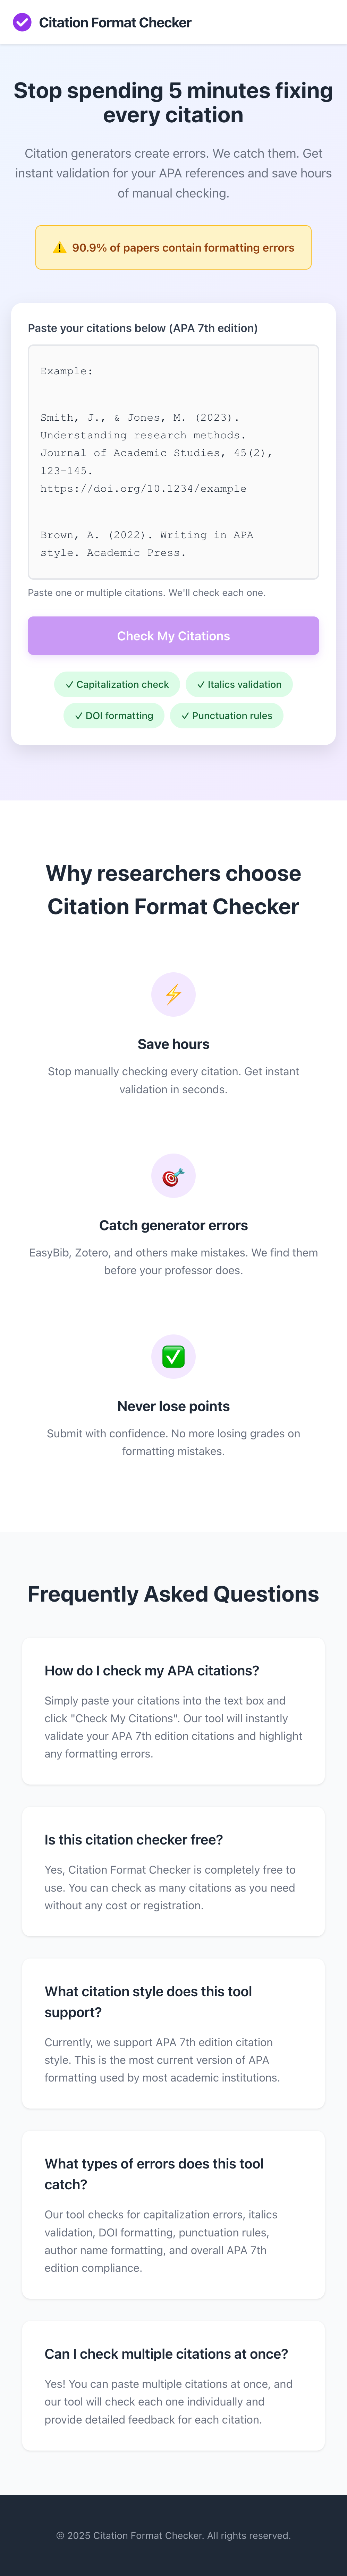 Citation Format Checker
Stop spending 5 minutes fixing
every citation
Citation generators create errors. We catch them. Get
instant validation for your APA references and save hours
of manual checking.
⚠️ 90.9% of papers contain formatting errors
Paste your citations below (APA 7th edition)
Example:
Smith, J., & Jones, M. (2023).
Understanding research methods.
Journal of Academic Studies, 45(2),
123-145.
https://doi.org/10.1234/example
Brown, A. (2022). Writing in APA
style. Academic Press.
Paste one or multiple citations. We'll check each one.
Check My Citations
✓ Capitalization check ✓ Italics validation
✓ DOI formatting ✓ Punctuation rules
Why researchers choose
Citation Format Checker
Save hours
Stop manually checking every citation. Get instant
validation in seconds.
Catch generator errors
EasyBib, Zotero, and others make mistakes. We find them
before your professor does.
Never lose points
Submit with confidence. No more losing grades on
formatting mistakes.
Frequently Asked Questions
How do I check my APA citations?
Simply paste your citations into the text box and
click "Check My Citations". Our tool will instantly
validate your APA 7th edition citations and highlight
any formatting errors.
Is this citation checker free?
Yes, Citation Format Checker is completely free to
use. You can check as many citations as you need
without any cost or registration.
What citation style does this tool
support?
Currently, we support APA 7th edition citation
style. This is the most current version of APA
formatting used by most academic institutions.
What types of errors does this tool
catch?
Our tool checks for capitalization errors, italics
validation, DOI formatting, punctuation rules,
author name formatting, and overall APA 7th
edition compliance.
Can I check multiple citations at once?
Yes! You can paste multiple citations at once, and
our tool will check each one individually and
provide detailed feedback for each citation.
© 2025 Citation Format Checker. All rights reserved.